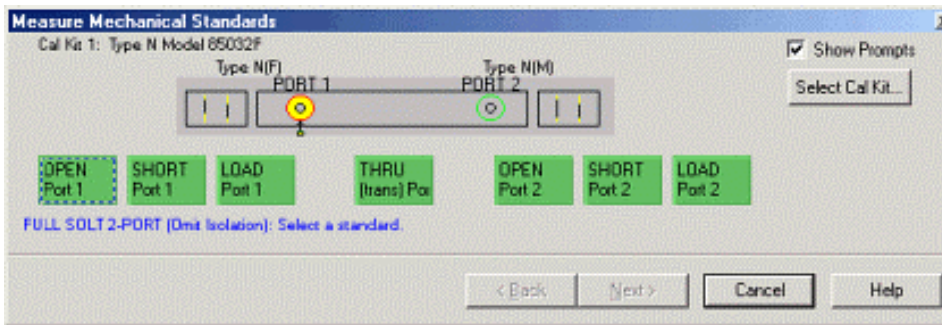 Measure Mechanical Standards
Cal Kit 1: Type N Model 85032F
Show Prompts
Type N(F)
Type N(M)
PORT 1
PORT 2
Select Cal Kit...
OPEN
Port 1
SHORT
Port 1
LOAD
Port 1
THRU
(trans) Por
OPEN
Port 2
SHORT
Port 2
LOAD
Port 2
FULL SOLT 2-PORT (Omit Isolation): Select a standard.
< Back
Next >
Cancel
Help